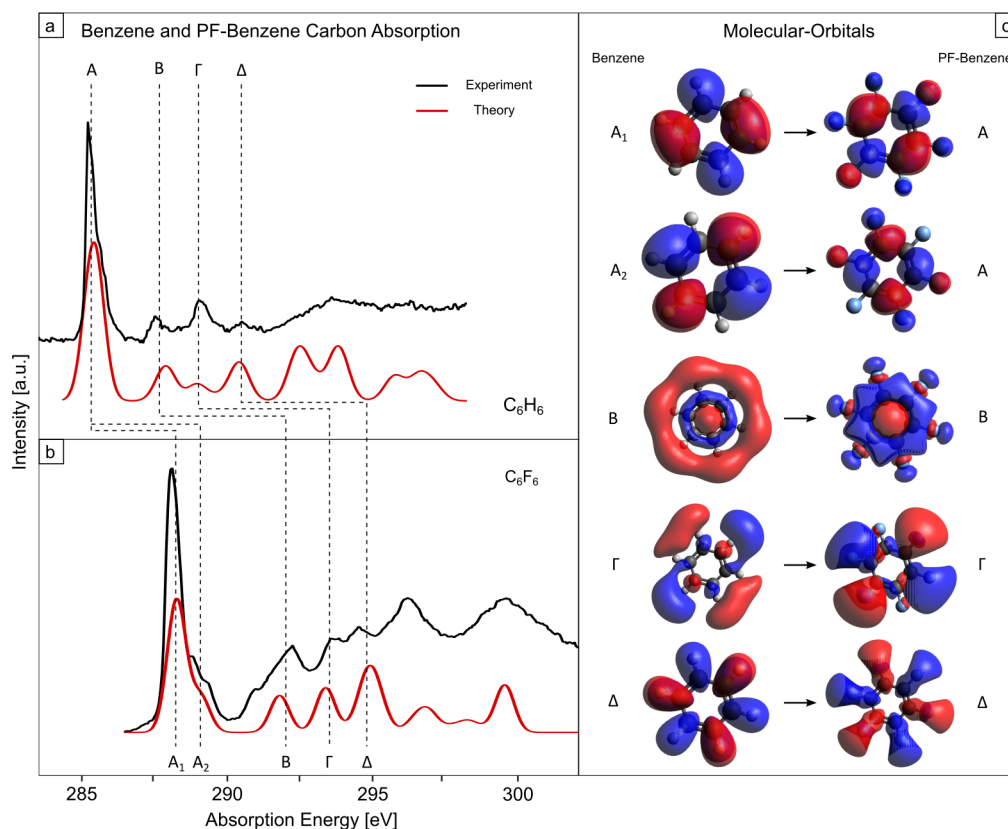 a
Benzene and PF-Benzene Carbon Absorption
A B Γ Δ
Experiment
Theory
C₆H₆
Intensity [a.u.]
b
C₆F₆
A₁ A₂ B Γ Δ
285 290 295 300
Absorption Energy [eV]
c
Molecular-Orbitals
Benzene PF-Benzene
A₁ A
A₂ A
B B
Γ Γ
Δ Δ